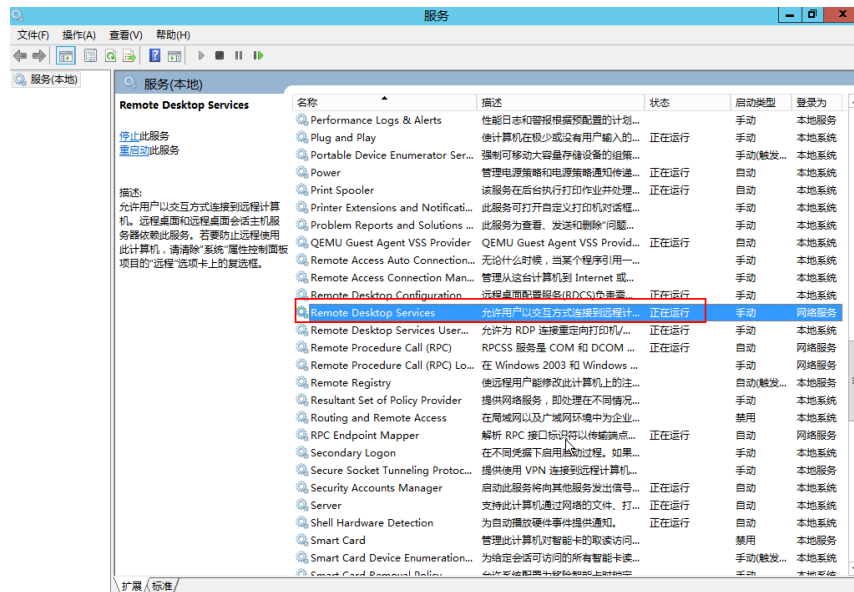 服务
文件(F) 操作(A) 查看(V) 帮助(H)
服务(本地)
服务(本地)
Remote Desktop Services
停止此服务
重启动此服务
描述:
允许用户以交互方式连接到远程计算
机。远程桌面和远程桌面会话主机服
务器依赖此服务。若要防止远程使用
此计算机，请清除“系统”属性控制面板
项目的“远程”选项卡上的复选框。
名称 描述 状态 启动类型 登录为
Performance Logs & Alerts 性能日志和警报根据预配置的计划... 手动 本地服务
Plug and Play 使计算机在极少或没有用户输入的... 正在运行 手动 本地系统
Portable Device Enumerator Ser... 强制可移动大容量存储设备的组策... 手动(触发... 本地系统
Power 管理电源策略和电源策略通知传递... 正在运行 自动 本地系统
Print Spooler 该服务在后台执行打印作业并处理... 正在运行 自动 本地系统
Printer Extensions and Notificati... 此服务可打开自定义打印机对话框... 手动 本地系统
Problem Reports and Solutions ... 此服务为查看、发送和删除“问题... 手动 本地系统
QEMU Guest Agent VSS Provider QEMU Guest Agent VSS Provid... 正在运行 自动 本地系统
Remote Access Auto Connection... 无论什么时候，当某个程序引用一... 手动 本地系统
Remote Access Connection Man... 管理从这台计算机到 Internet 或... 手动 本地系统
Remote Desktop Configuration 远程桌面配置服务(RDCS)负责需... 正在运行 手动 本地系统
Remote Desktop Services 允许用户以交互方式连接到远程计... 正在运行 手动 网络服务
Remote Desktop Services User... 允许为 RDP 连接重定向打印机/... 正在运行 手动 本地系统
Remote Procedure Call (RPC) RPCSS 服务是 COM 和 DCOM ... 正在运行 自动 网络服务
Remote Procedure Call (RPC) Lo... 在 Windows 2003 和 Windows ... 手动 网络服务
Remote Registry 使远程用户能修改此计算机上的注... 自动(触发... 本地服务
Resultant Set of Policy Provider 提供网络服务，即处理在不同情况... 手动 本地系统
Routing and Remote Access 在局域网以及广域网环境中为企业... 禁用 本地系统
RPC Endpoint Mapper 解析 RPC 接口标识符以传输端点... 正在运行 自动 网络服务
Secondary Logon 在不同凭据下启用启动过程。如果... 手动 本地系统
Secure Socket Tunneling Protoc... 提供使用 VPN 连接到远程计算机... 手动 本地服务
Security Accounts Manager 启动此服务将向其他服务发出信号... 正在运行 自动 本地系统
Server 支持此计算机通过网络的文件、打... 正在运行 自动 本地系统
Shell Hardware Detection 为自动播放硬件事件提供通知。 正在运行 自动 本地系统
Smart Card 管理此计算机对智能卡的取读访问... 禁用 本地服务
Smart Card Device Enumeration... 为给定会话可访问的所有智能卡读... 手动(触发... 本地系统
Smart Card Removal Policy 允许系统配置为移除智能卡时锁定... 手动 本地系统
扩展 标准